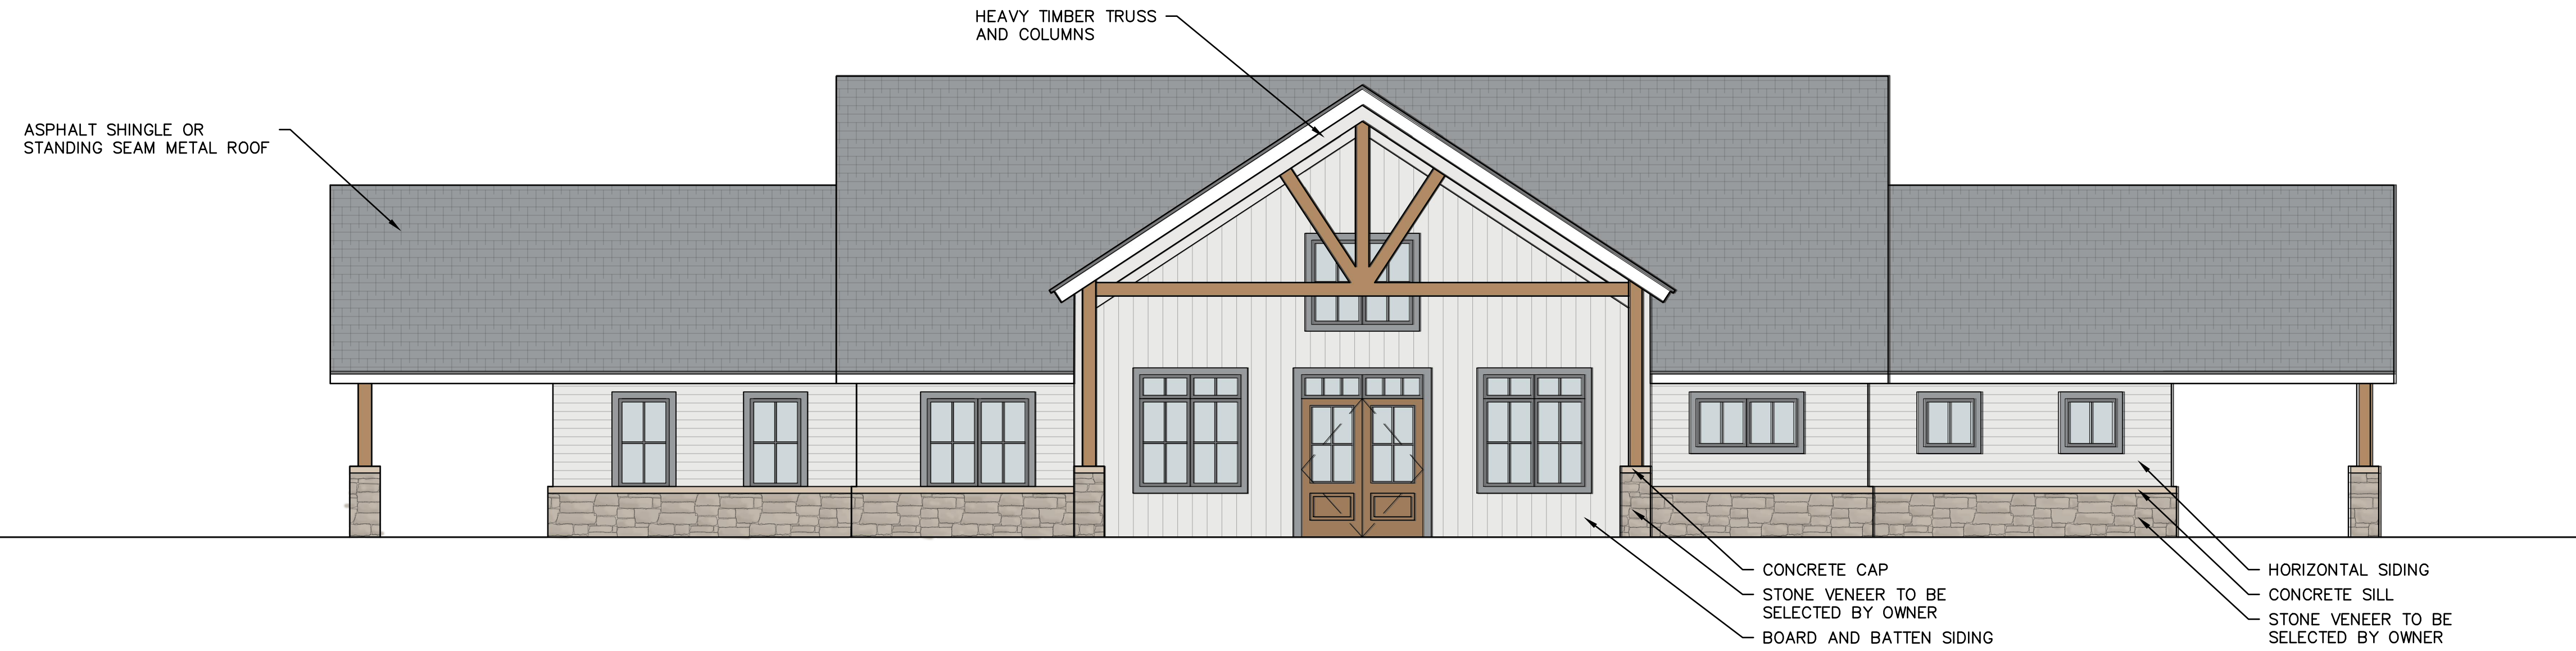 HEAVY TIMBER TRUSS
AND COLUMNS
ASPHALT SHINGLE OR
STANDING SEAM METAL ROOF
CONCRETE CAP
STONE VENEER TO BE
SELECTED BY OWNER
BOARD AND BATTEN SIDING
HORIZONTAL SIDING
CONCRETE SILL
STONE VENEER TO BE
SELECTED BY OWNER